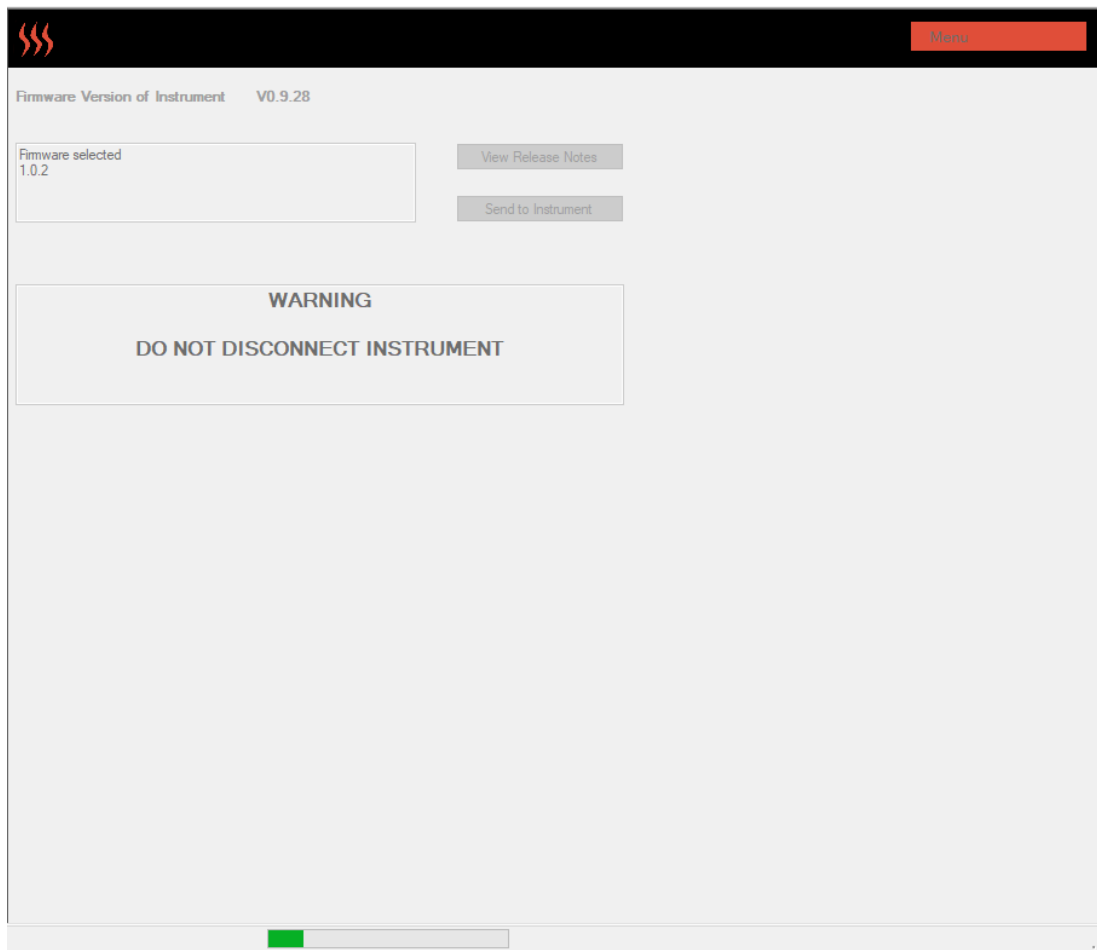 Menu
Firmware Version of Instrument V0.9.28
Firmware selected
1.0.2
View Release Notes
Send to Instrument
WARNING
DO NOT DISCONNECT INSTRUMENT